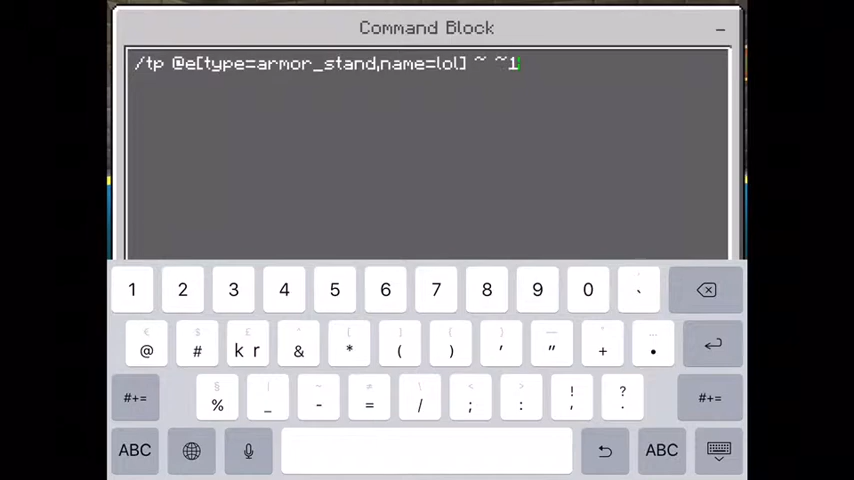 Command Block
/tp @e[type=armor_stand,name=lol] ~ ~1
1 2 3 4 5 6 7 8 9 0 `
@ # kr & * ( ) ' " + •
#+= % _ - = / ; : ! , ? . #+=
ABC ABC